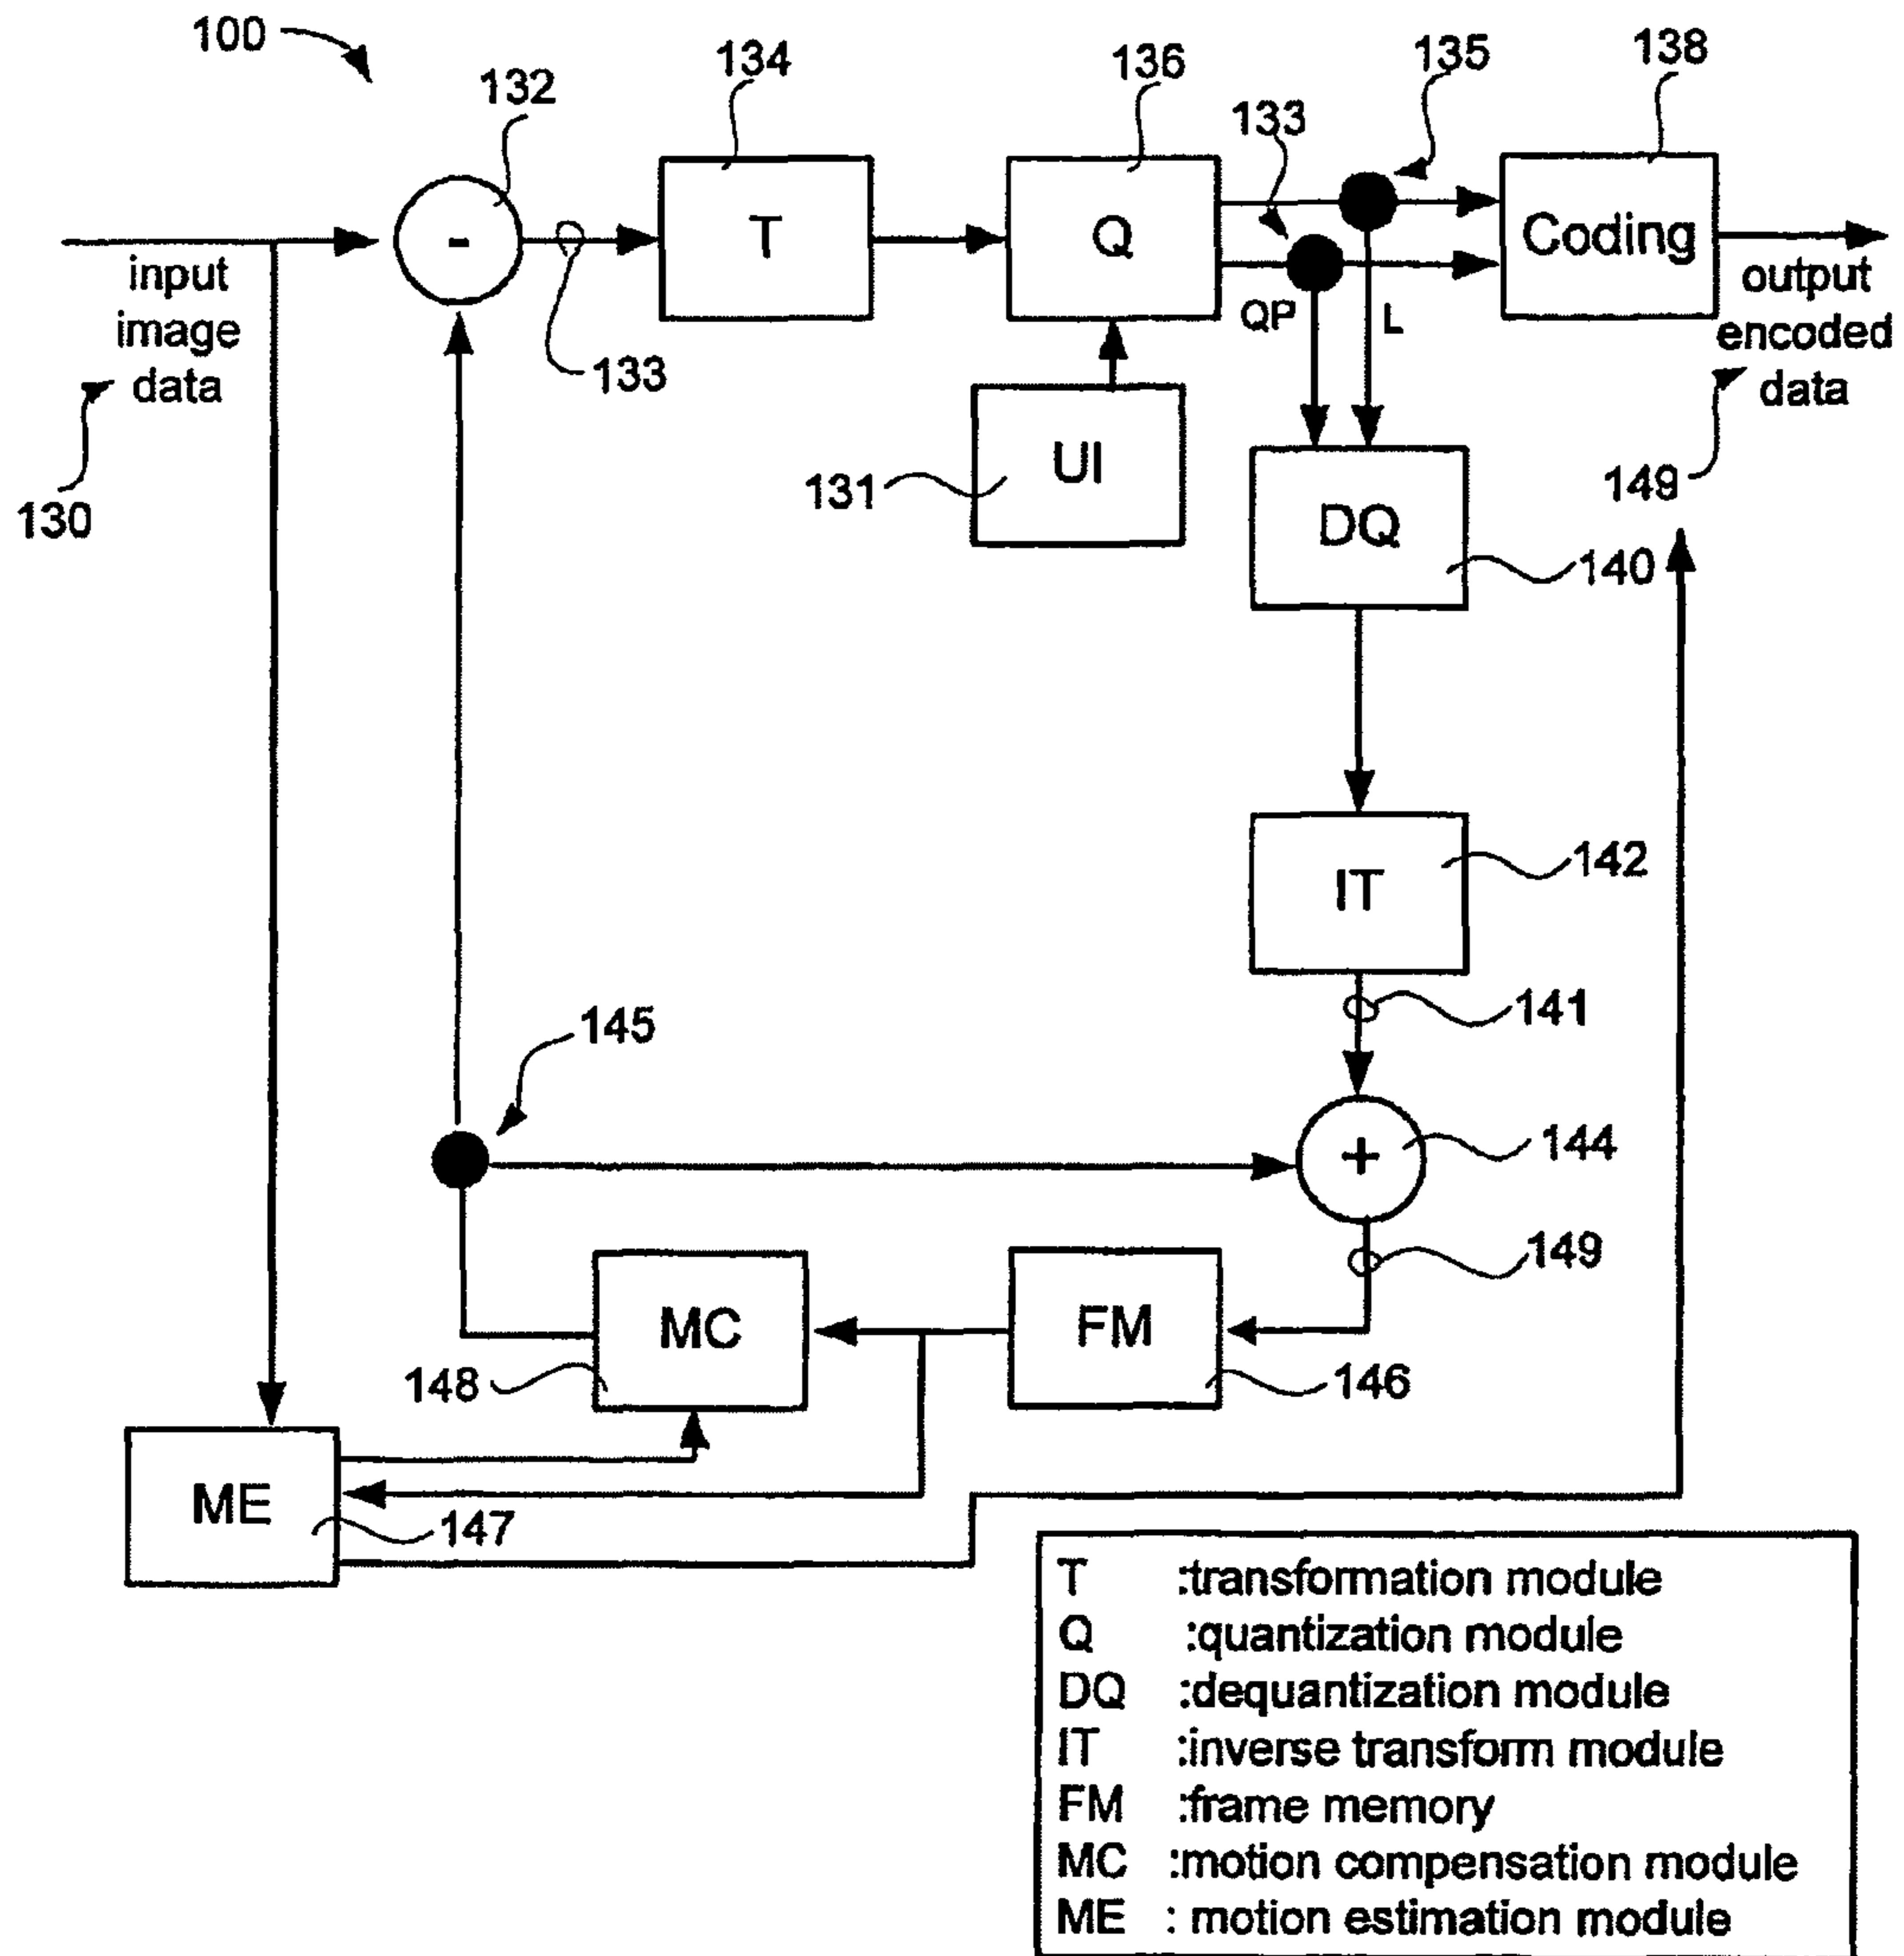 100
132
134
136
133
135
138
-
T
Q
Coding
input
image
data
130
133
QP
L
output
encoded
data
149
UI
131
DQ
140
IT
142
141
145
+
144
149
MC
148
FM
146
ME
147
T :transformation module
Q :quantization module
DQ :dequantization module
IT :inverse transform module
FM :frame memory
MC :motion compensation module
ME : motion estimation module